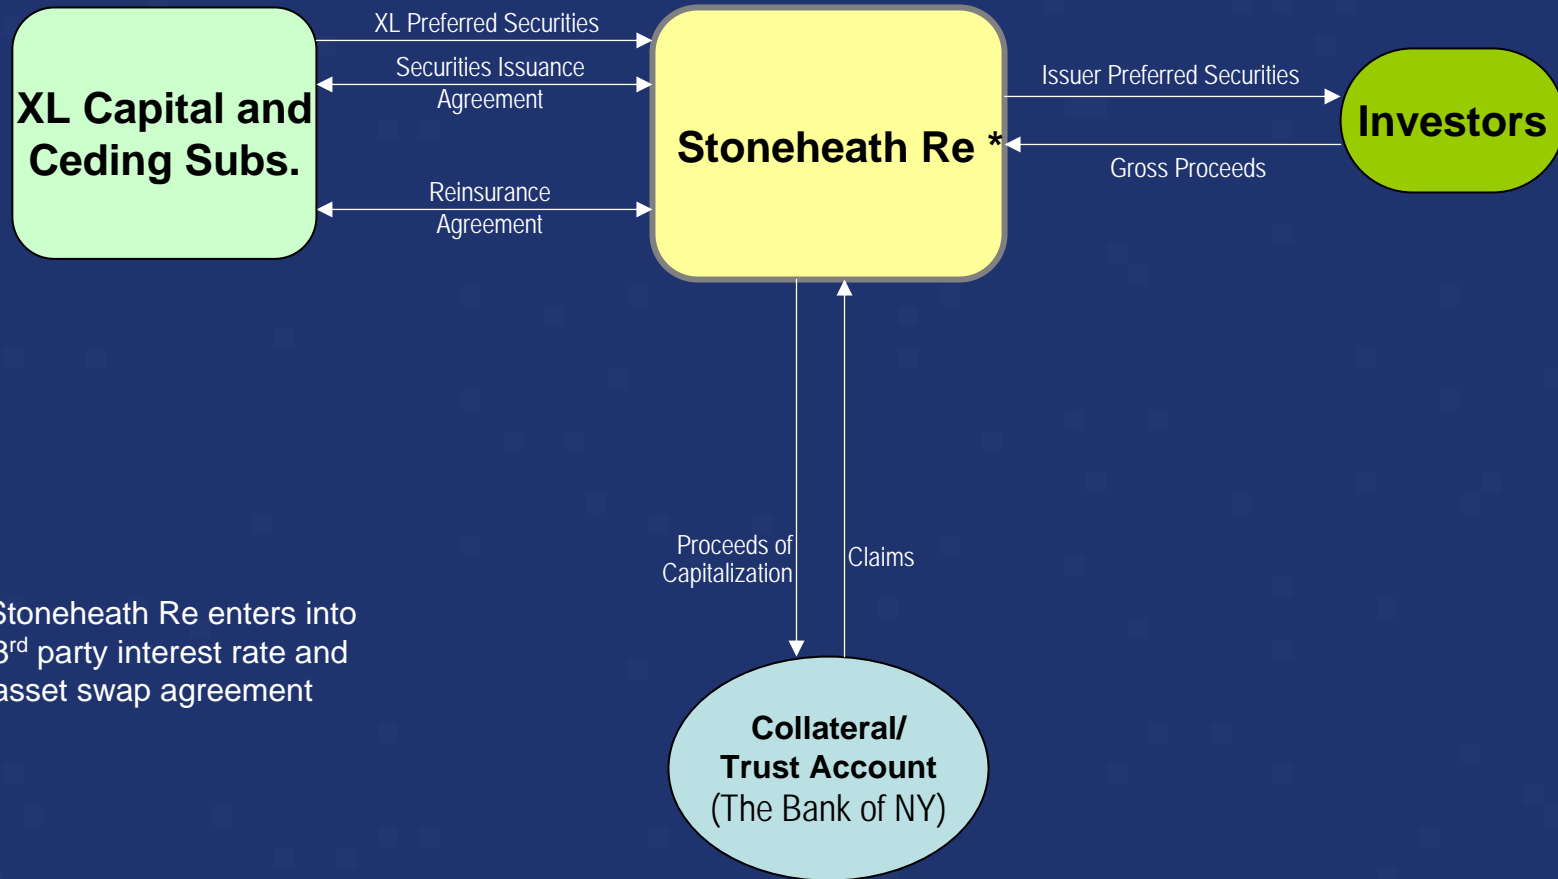 XL Preferred Securities
Securities Issuance
Agreement
Reinsurance
Agreement
XL Capital and
Ceding Subs.
Stoneheath Re *
Issuer Preferred Securities
Gross Proceeds
Investors
Proceeds of
Capitalization
Claims
Stoneheath Re enters into
3rd party interest rate and
asset swap agreement
Collateral/
Trust Account
(The Bank of NY)